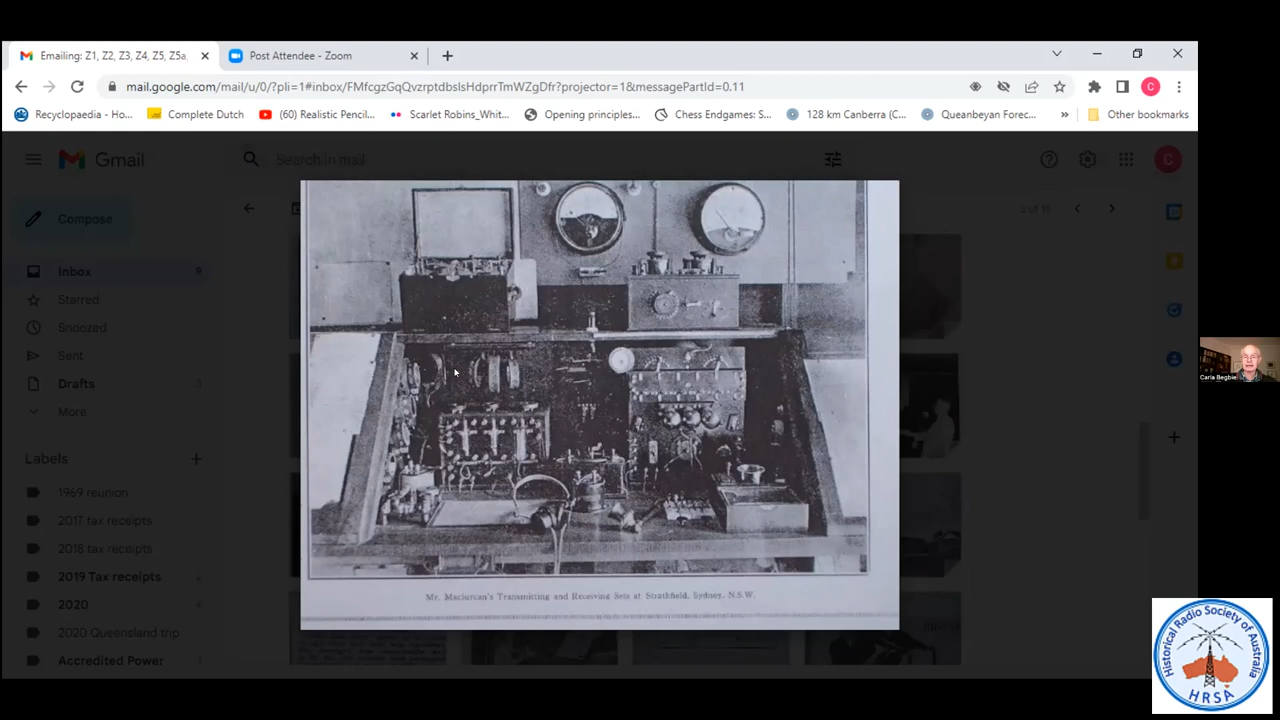 Emailing: Z1, Z2, Z3, Z4, Z5, Z5a,
Post Attendee - Zoom
mail.google.com/mail/u/0/?pli=1#inbox/FMfcgzGqQvzrptdbtsHdprrTmWZgDfr?projector=1&messagePartId=0.11
Recyclopaedia - Ho...
Complete Dutch
(60) Realistic Pencil...
Scarlet Robins_Whit...
Opening principles...
Chess Endgames: S...
128 km Canberra (C...
Queanbeyan Forec...
Other bookmarks
Gmail
Search in mail
C
Compose
Inbox 9
Starred
Snoozed
Sent
Drafts 3
More
Labels
1969 reunion
2017 tax receipts
2018 tax receipts
2019 Tax receipts
2020 4
2020 Queensland trip
Accredited Power
Mr. Maclurcan's Transmitting and Receiving Sets at Strathfield, Sydney, N.S.W.
Carla Begbie
Historical Radio Society of Australia
HRSA